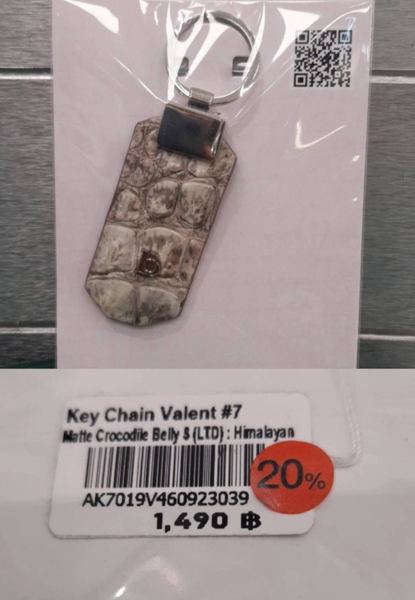 Key Chain Valent #7
Matte Crocodile Belly $ (LTD) : Himalayan
AK7019V460923039
20%
1,490 ฿